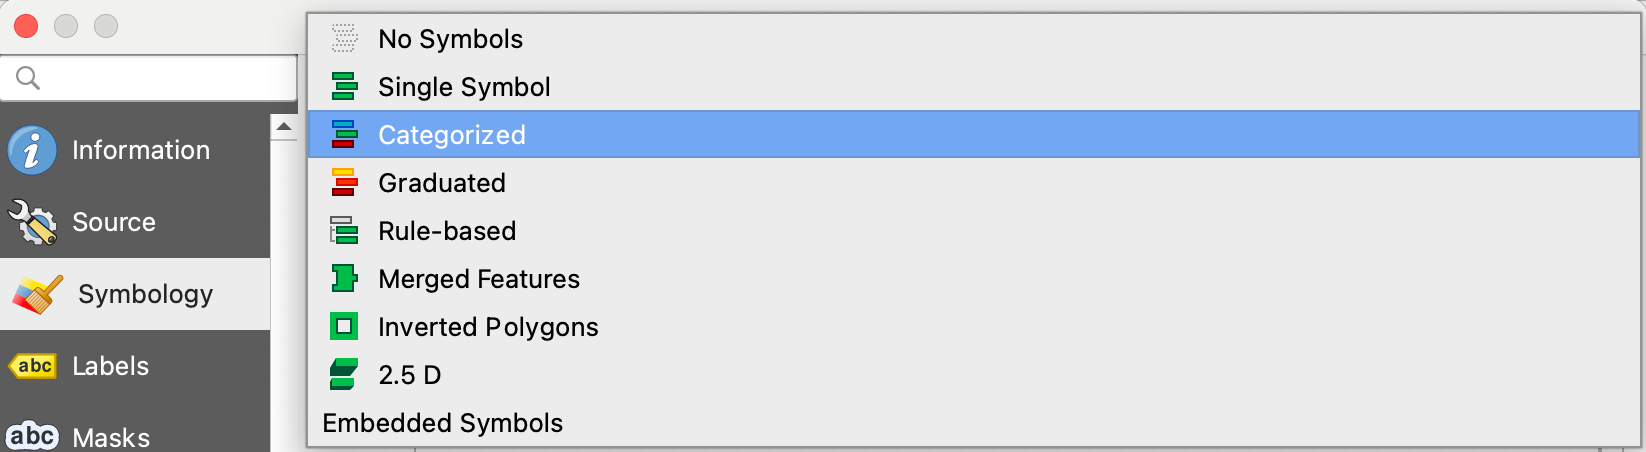 No Symbols
Single Symbol
Categorized
Graduated
Rule-based
Merged Features
Inverted Polygons
2.5 D
Embedded Symbols
i
Information
Source
Symbology
abc Labels
abc Masks